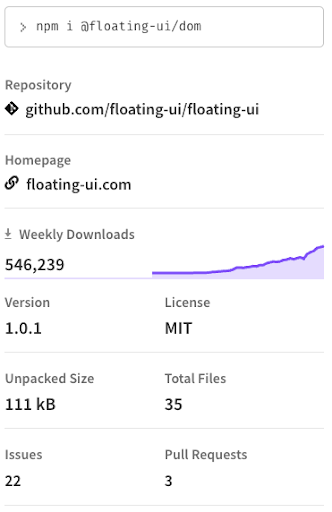 > npm i @floating-ui/dom
Repository
github.com/floating-ui/floating-ui
Homepage
floating-ui.com
Weekly Downloads
546,239
Version
License
1.0.1
MIT
Unpacked Size
Total Files
111 kB
35
Issues
Pull Requests
22
3